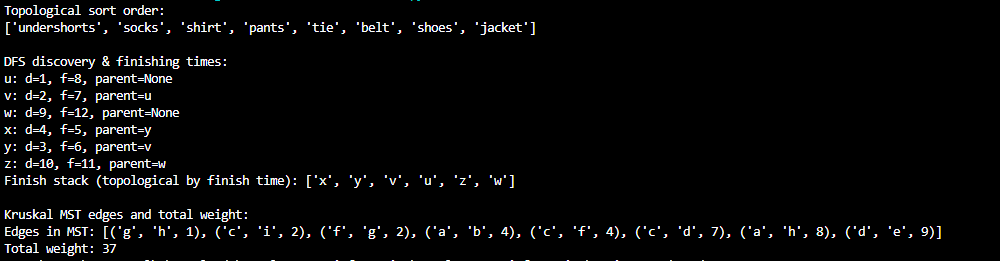 Topological sort order:
['undershorts', 'socks', 'shirt', 'pants', 'tie', 'belt', 'shoes', 'jacket']
DFS discovery & finishing times:
u: d=1, f=8, parent=None
v: d=2, f=7, parent=u
w: d=9, f=12, parent=None
x: d=4, f=5, parent=y
y: d=3, f=6, parent=v
z: d=10, f=11, parent=w
Finish stack (topological by finish time): ['x', 'y', 'v', 'u', 'z', 'w']
Kruskal MST edges and total weight:
Edges in MST: [('g', 'h', 1), ('c', 'i', 2), ('f', 'g', 2), ('a', 'b', 4), ('c', 'f', 4), ('c', 'd', 7), ('a', 'h', 8), ('d', 'e', 9)]
Total weight: 37